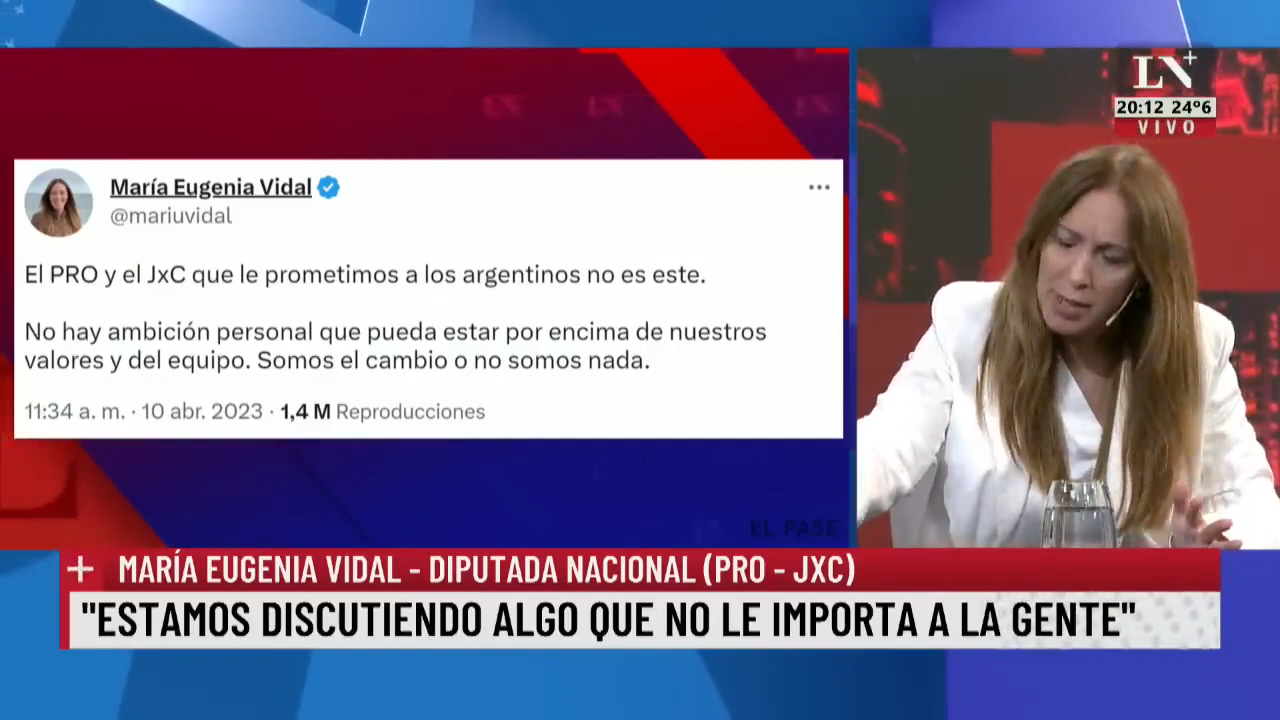 LN+
20:12 24°6
VIVO
María Eugenia Vidal
@mariuvidal
El PRO y el JxC que le prometimos a los argentinos no es este.
No hay ambición personal que pueda estar por encima de nuestros
valores y del equipo. Somos el cambio o no somos nada.
11:34 a. m. · 10 abr. 2023 · 1,4 M Reproducciones
EL PASE
+ MARÍA EUGENIA VIDAL - DIPUTADA NACIONAL (PRO - JXC)
"ESTAMOS DISCUTIENDO ALGO QUE NO LE IMPORTA A LA GENTE"